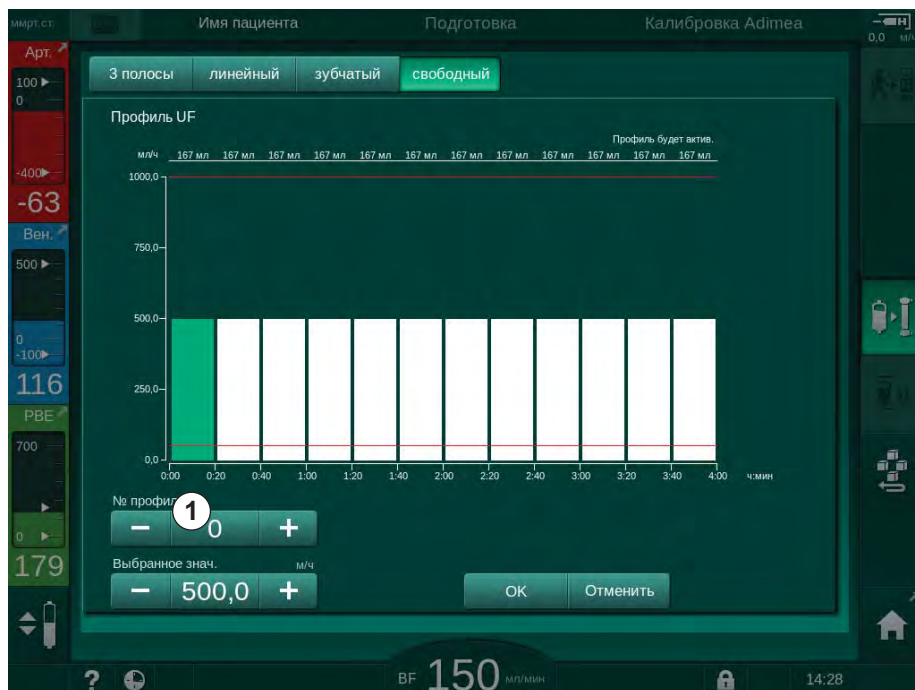 ммрт.ст. Имя пациента Подготовка Калибровка Adimea
0,0 м/ч
Арт.
100
0
-400
-63
Вен.
500
0
-100
116
PBE
700
0
179
3 полосы линейный зубчатый свободный
Профиль UF
Профиль будет актив.
мл/ч 167 мл 167 мл 167 мл 167 мл 167 мл 167 мл 167 мл 167 мл 167 мл 167 мл 167 мл 167 мл
1000,0
750,0
500,0
250,0
0,0
0:00 0:20 0:40 1:00 1:20 1:40 2:00 2:20 2:40 3:00 3:20 3:40 4:00 ч:мин
№ профил
1
− 0 +
Выбранное знач. м/ч
− 500,0 +
OK Отменить
? BF 150 мл/мин 14:28